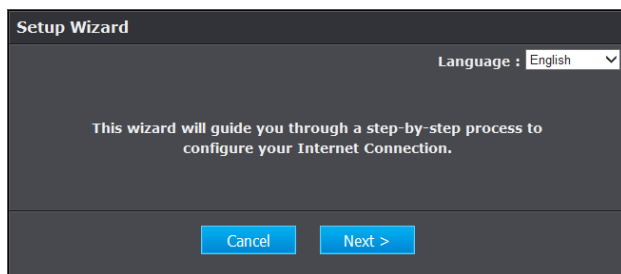 Setup Wizard
Language : English
This wizard will guide you through a step-by-step process to
configure your Internet Connection.
Cancel
Next >